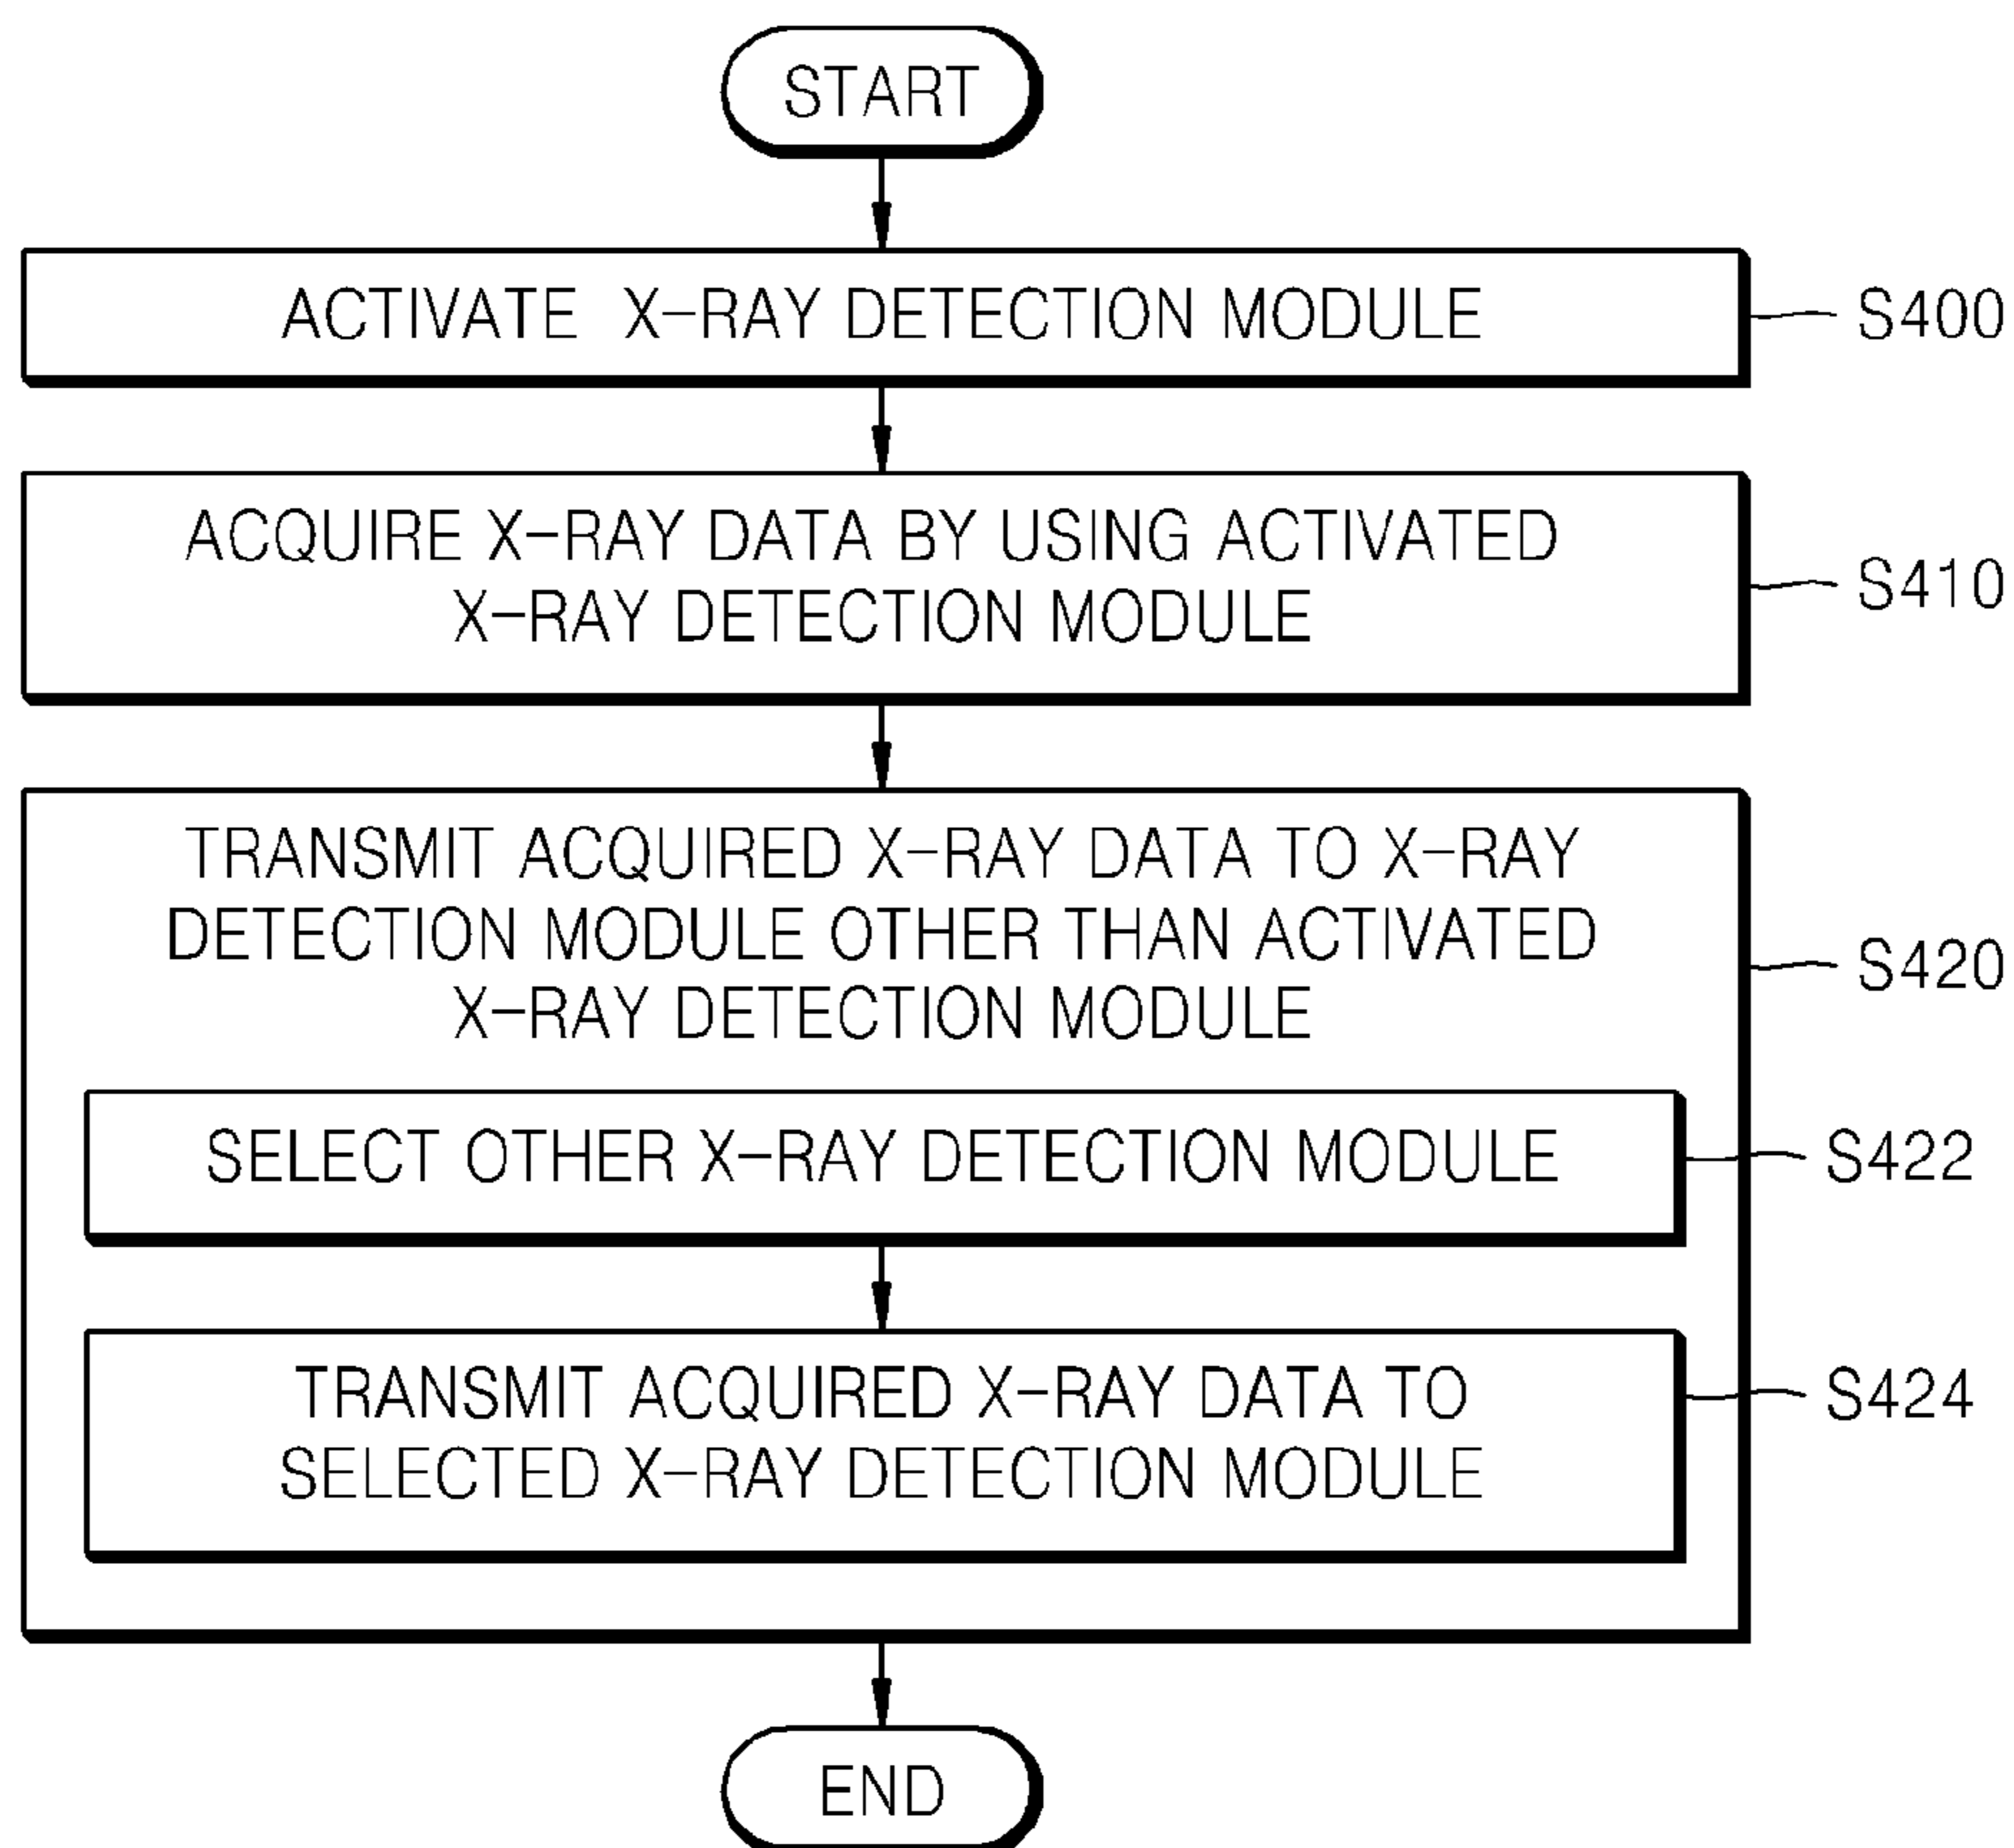 START
ACTIVATE X-RAY DETECTION MODULE
S400
ACQUIRE X-RAY DATA BY USING ACTIVATED
X-RAY DETECTION MODULE
S410
TRANSMIT ACQUIRED X-RAY DATA TO X-RAY
DETECTION MODULE OTHER THAN ACTIVATED
X-RAY DETECTION MODULE
S420
SELECT OTHER X-RAY DETECTION MODULE
S422
TRANSMIT ACQUIRED X-RAY DATA TO
SELECTED X-RAY DETECTION MODULE
S424
END